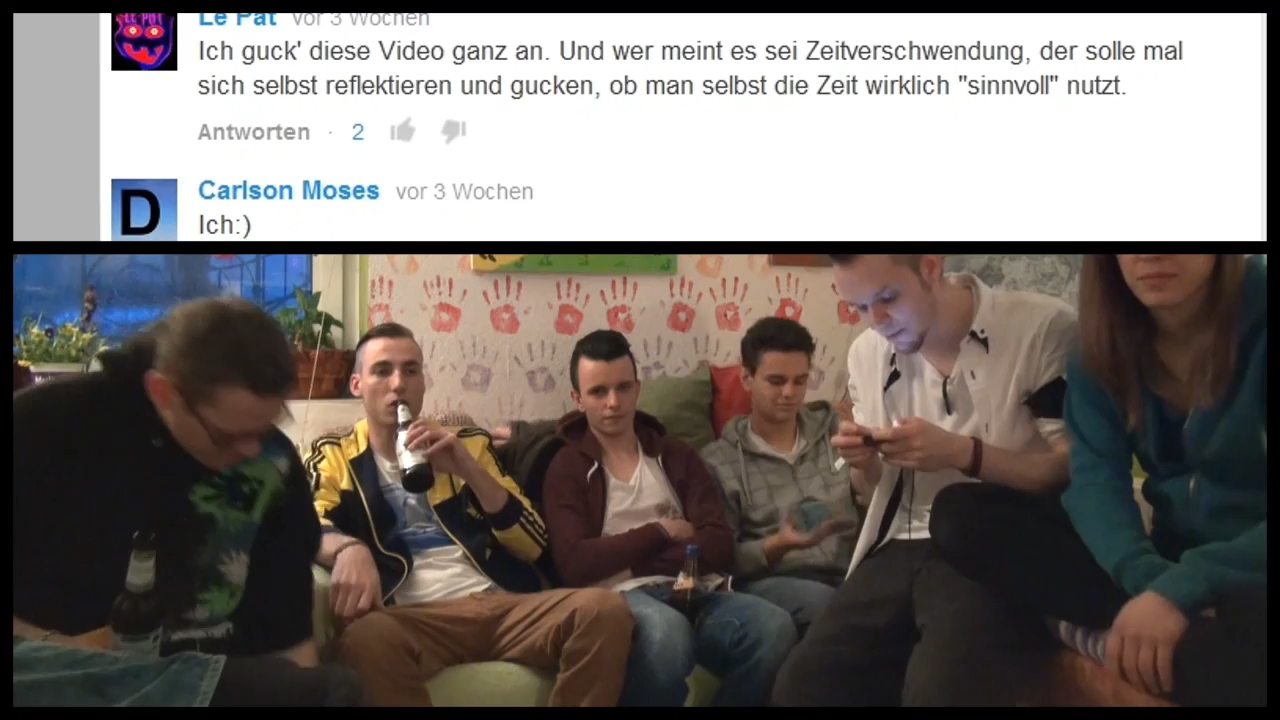 Le Pat vor 3 Wochen
Ich guck' diese Video ganz an. Und wer meint es sei Zeitverschwendung, der solle mal
sich selbst reflektieren und gucken, ob man selbst die Zeit wirklich "sinnvoll" nutzt.
Antworten · 2
D
Carlson Moses vor 3 Wochen
Ich:)